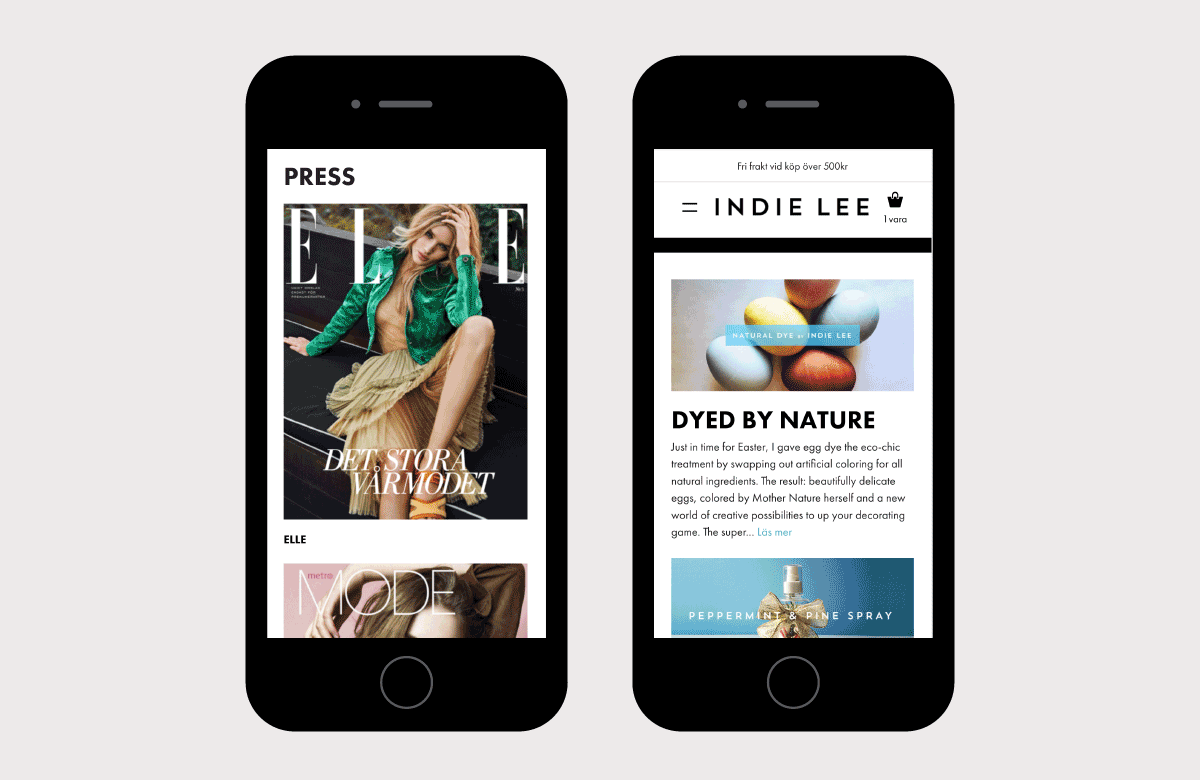 PRESS
ELLE
DET STORA
VÅRMODET
ELLE
metro
MODE
Fri frakt vid köp över 500kr
INDIE LEE
1 vara
NATURAL DYE BY INDIE LEE
DYED BY NATURE
Just in time for Easter, I gave egg dye the eco-chic
treatment by swapping out artificial coloring for all
natural ingredients. The result: beautifully delicate
eggs, colored by Mother Nature herself and a new
world of creative possibilities to up your decorating
game. The super... Läs mer
PEPPERMINT & PINE SPRAY